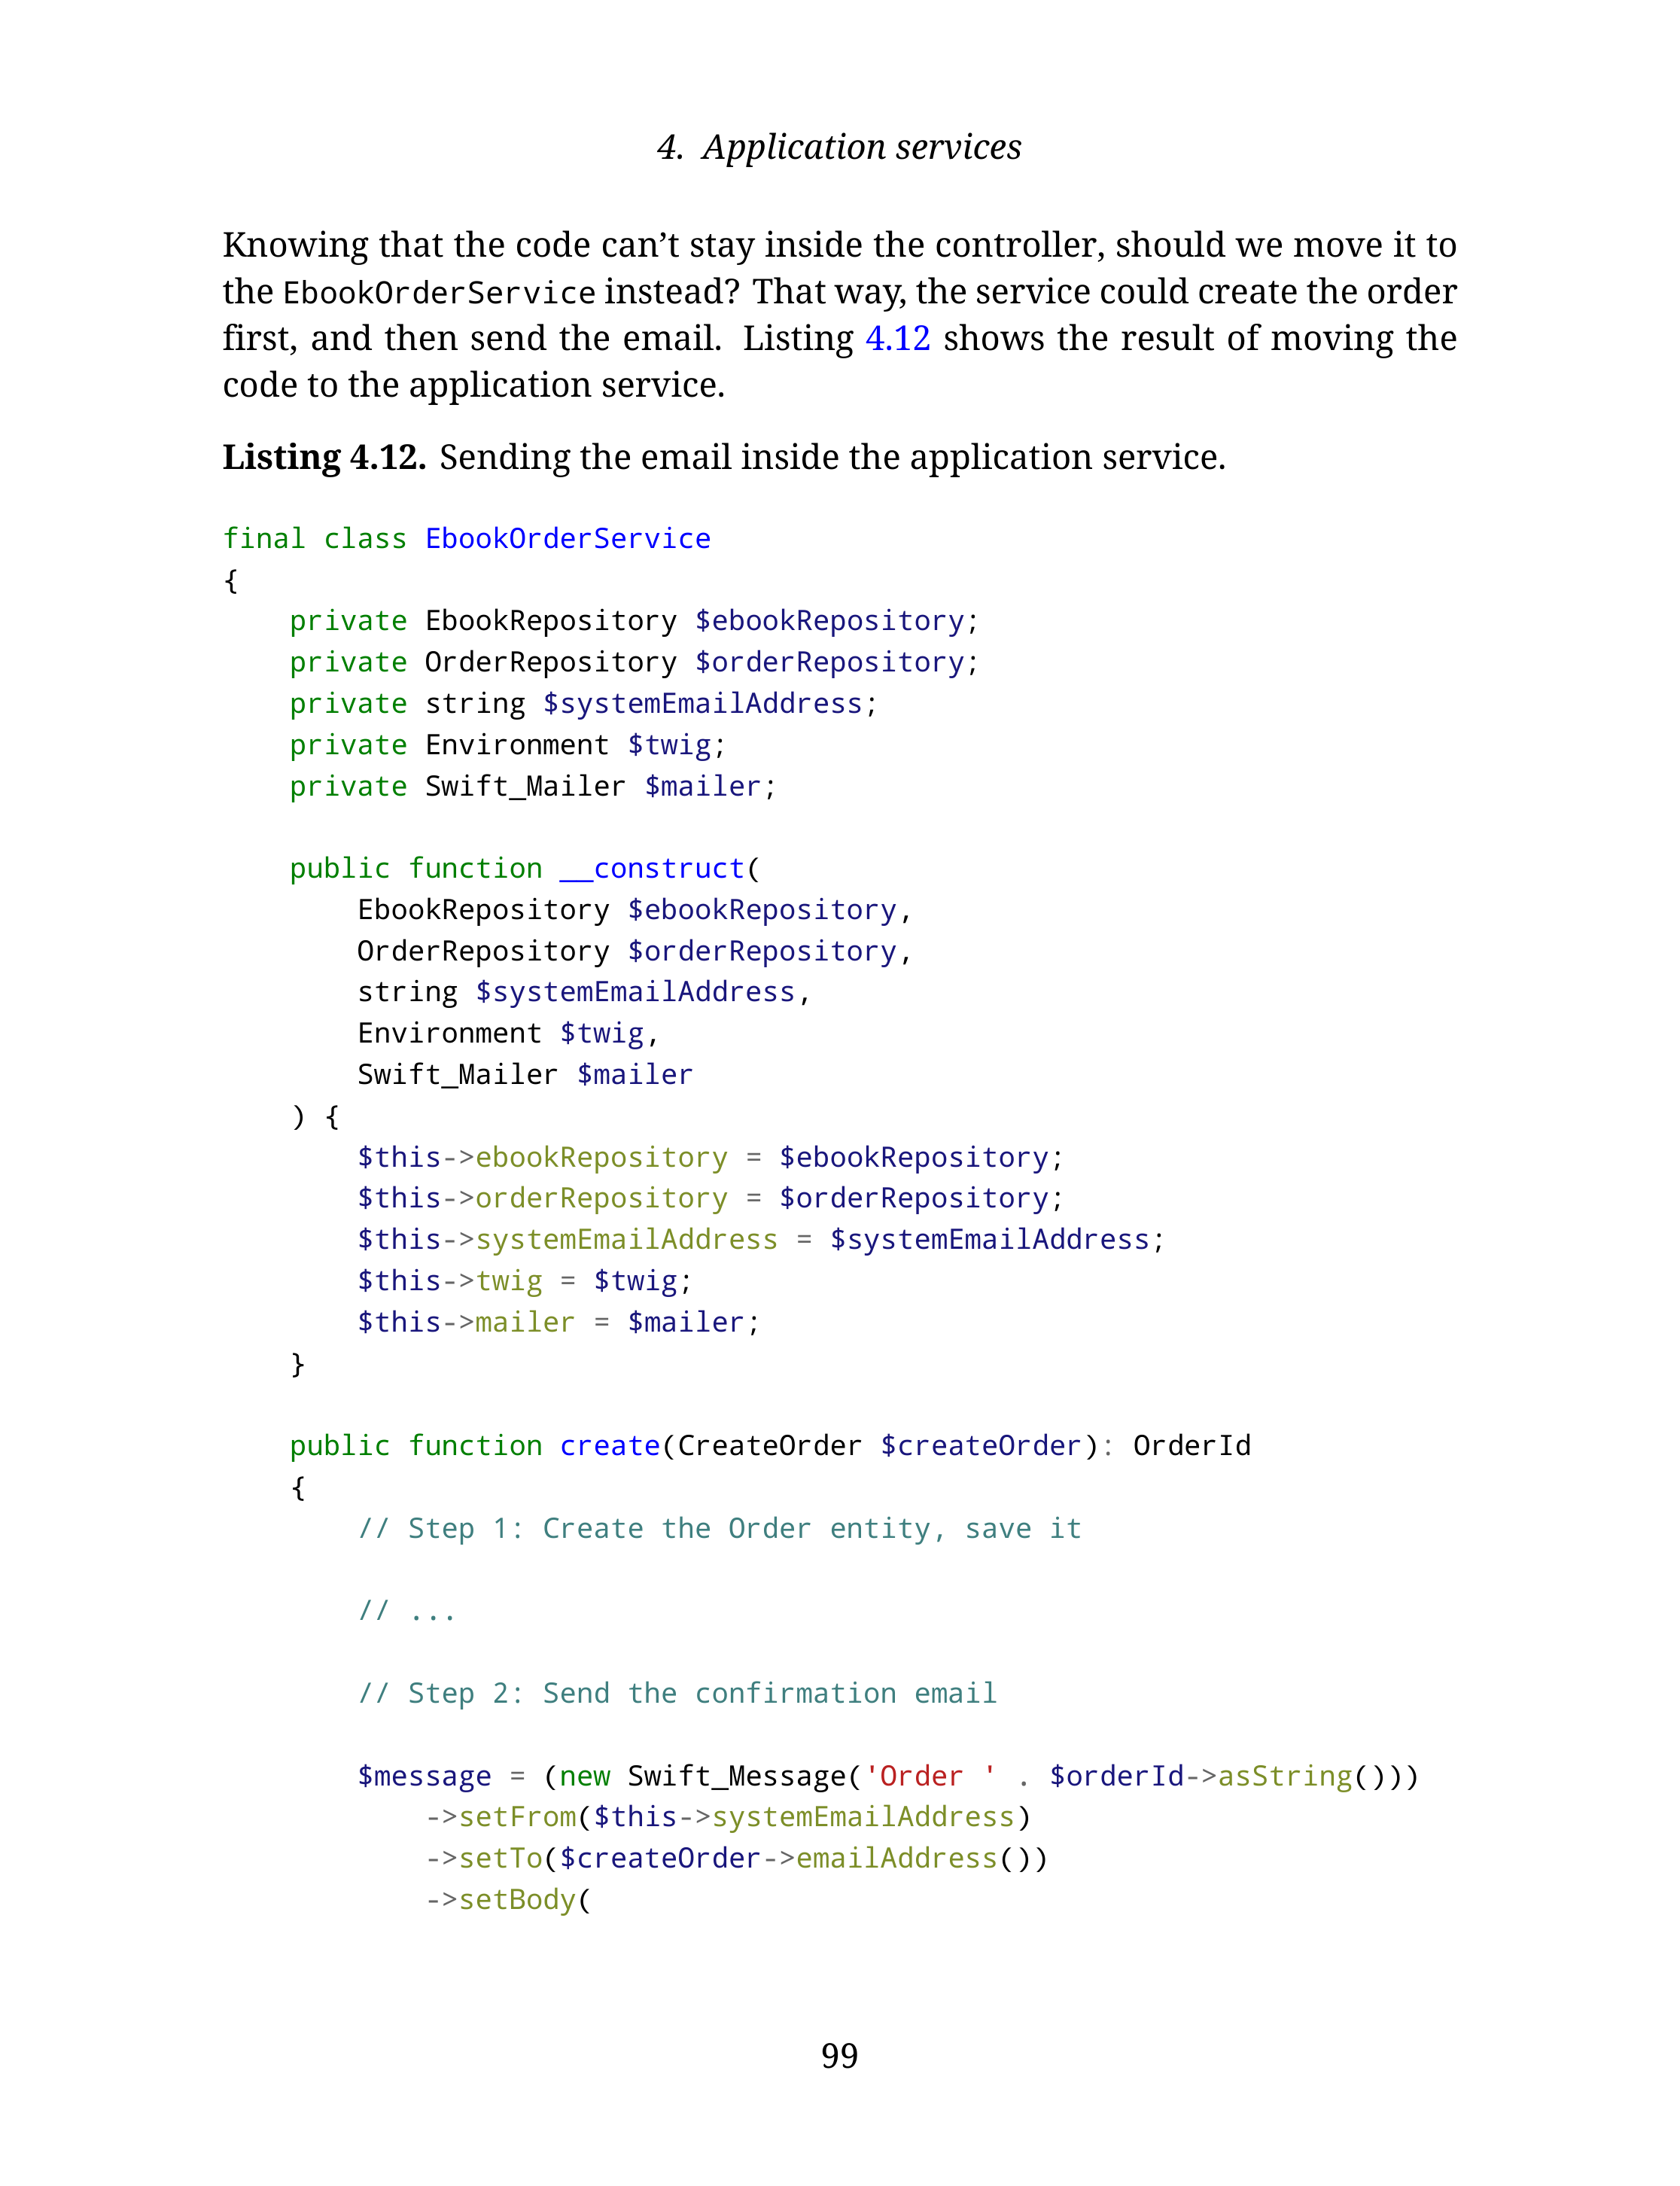 4. Application services
Knowing that the code can’t stay inside the controller, should we move it to
the EbookOrderService instead? That way, the service could create the order
first, and then send the email. Listing 4.12 shows the result of moving the
code to the application service.
Listing 4.12. Sending the email inside the application service.
final class EbookOrderService
{
    private EbookRepository $ebookRepository;
    private OrderRepository $orderRepository;
    private string $systemEmailAddress;
    private Environment $twig;
    private Swift_Mailer $mailer;

    public function __construct(
        EbookRepository $ebookRepository,
        OrderRepository $orderRepository,
        string $systemEmailAddress,
        Environment $twig,
        Swift_Mailer $mailer
    ) {
        $this->ebookRepository = $ebookRepository;
        $this->orderRepository = $orderRepository;
        $this->systemEmailAddress = $systemEmailAddress;
        $this->twig = $twig;
        $this->mailer = $mailer;
    }

    public function create(CreateOrder $createOrder): OrderId
    {
        // Step 1: Create the Order entity, save it

        // ...

        // Step 2: Send the confirmation email

        $message = (new Swift_Message('Order ' . $orderId->asString()))
            ->setFrom($this->systemEmailAddress)
            ->setTo($createOrder->emailAddress())
            ->setBody(
99